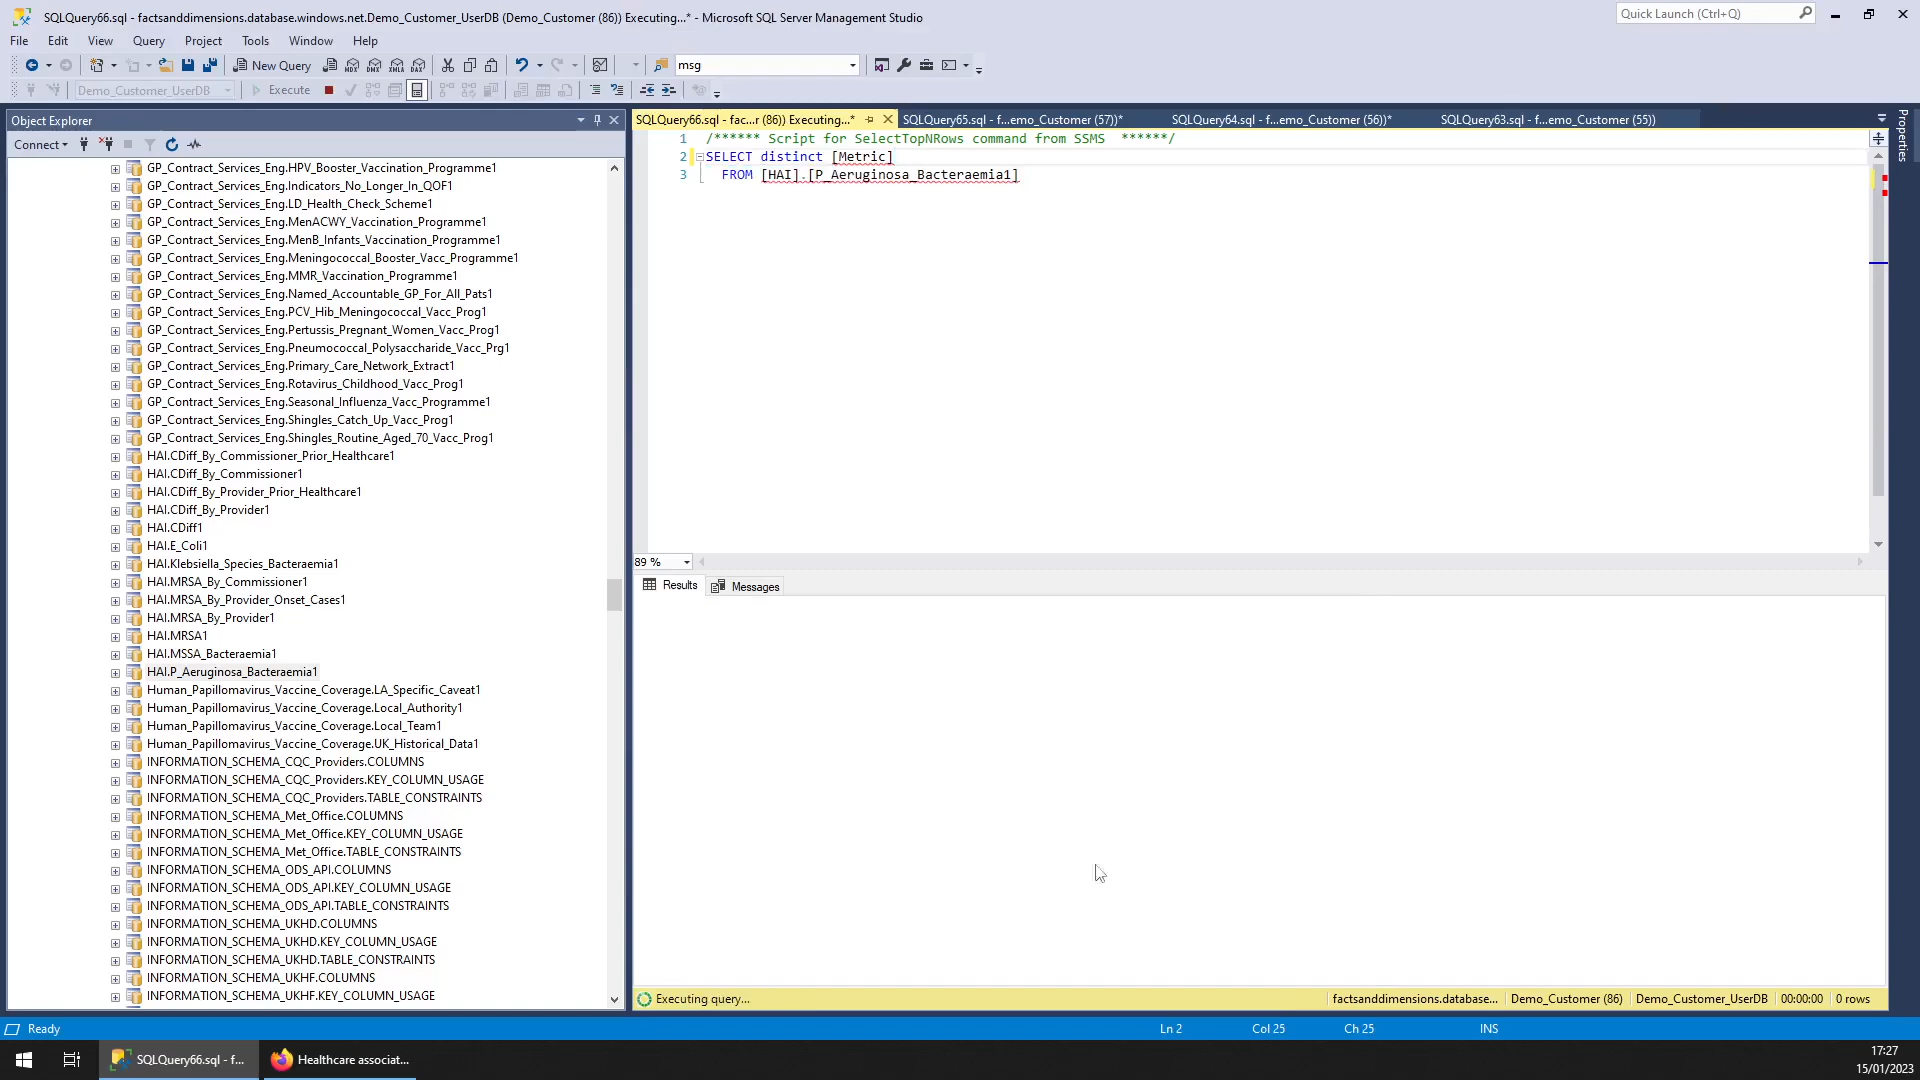 SQLQuery66.sql - factsanddimensions.database.windows.net.Demo_Customer_UserDB (Demo_Customer (86)) Executing...* - Microsoft SQL Server Management Studio
Quick Launch (Ctrl+Q)
File Edit View Query Project Tools Window Help
New Query
MDX DMX XMLA DAX
msg
Demo_Customer_UserDB
Execute
Object Explorer
Connect
GP_Contract_Services_Eng.HPV_Booster_Vaccination_Programme1
GP_Contract_Services_Eng.Indicators_No_Longer_In_QOF1
GP_Contract_Services_Eng.LD_Health_Check_Scheme1
GP_Contract_Services_Eng.MenACWY_Vaccination_Programme1
GP_Contract_Services_Eng.MenB_Infants_Vaccination_Programme1
GP_Contract_Services_Eng.Meningococcal_Booster_Vacc_Programme1
GP_Contract_Services_Eng.MMR_Vaccination_Programme1
GP_Contract_Services_Eng.Named_Accountable_GP_For_All_Pats1
GP_Contract_Services_Eng.PCV_Hib_Meningococcal_Vacc_Prog1
GP_Contract_Services_Eng.Pertussis_Pregnant_Women_Vacc_Prog1
GP_Contract_Services_Eng.Pneumococcal_Polysaccharide_Vacc_Prg1
GP_Contract_Services_Eng.Primary_Care_Network_Extract1
GP_Contract_Services_Eng.Rotavirus_Childhood_Vacc_Prog1
GP_Contract_Services_Eng.Seasonal_Influenza_Vacc_Programme1
GP_Contract_Services_Eng.Shingles_Catch_Up_Vacc_Prog1
GP_Contract_Services_Eng.Shingles_Routine_Aged_70_Vacc_Prog1
HAI.CDiff_By_Commissioner_Prior_Healthcare1
HAI.CDiff_By_Commissioner1
HAI.CDiff_By_Provider_Prior_Healthcare1
HAI.CDiff_By_Provider1
HAI.CDiff1
HAI.E_Coli1
HAI.Klebsiella_Species_Bacteraemia1
HAI.MRSA_By_Commissioner1
HAI.MRSA_By_Provider_Onset_Cases1
HAI.MRSA_By_Provider1
HAI.MRSA1
HAI.MSSA_Bacteraemia1
HAI.P_Aeruginosa_Bacteraemia1
Human_Papillomavirus_Vaccine_Coverage.LA_Specific_Caveat1
Human_Papillomavirus_Vaccine_Coverage.Local_Authority1
Human_Papillomavirus_Vaccine_Coverage.Local_Team1
Human_Papillomavirus_Vaccine_Coverage.UK_Historical_Data1
INFORMATION_SCHEMA_CQC_Providers.COLUMNS
INFORMATION_SCHEMA_CQC_Providers.KEY_COLUMN_USAGE
INFORMATION_SCHEMA_CQC_Providers.TABLE_CONSTRAINTS
INFORMATION_SCHEMA_Met_Office.COLUMNS
INFORMATION_SCHEMA_Met_Office.KEY_COLUMN_USAGE
INFORMATION_SCHEMA_Met_Office.TABLE_CONSTRAINTS
INFORMATION_SCHEMA_ODS_API.COLUMNS
INFORMATION_SCHEMA_ODS_API.KEY_COLUMN_USAGE
INFORMATION_SCHEMA_ODS_API.TABLE_CONSTRAINTS
INFORMATION_SCHEMA_UKHD.COLUMNS
INFORMATION_SCHEMA_UKHD.KEY_COLUMN_USAGE
INFORMATION_SCHEMA_UKHD.TABLE_CONSTRAINTS
INFORMATION_SCHEMA_UKHF.COLUMNS
INFORMATION_SCHEMA_UKHF.KEY_COLUMN_USAGE
SQLQuery66.sql - fac...r (86)) Executing...* SQLQuery65.sql - f...emo_Customer (57))* SQLQuery64.sql - f...emo_Customer (56))* SQLQuery63.sql - f...emo_Customer (55))
1 /****** Script for SelectTopNRows command from SSMS ******/
2 SELECT distinct [Metric]
3 FROM [HAI].[P_Aeruginosa_Bacteraemia1]
Properties
89 %
Results Messages
Executing query... factsanddimensions.database... Demo_Customer (86) Demo_Customer_UserDB 00:00:00 0 rows
Ready Ln 2 Col 25 Ch 25 INS
SQLQuery66.sql - f... Healthcare associat...
17:27
15/01/2023